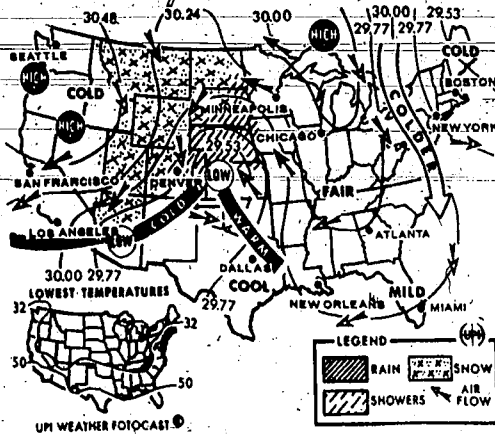 30.48 30.24 30.00 30.00 29.53
29.77 29.77
SEATTLE HIGH COLD
HIGH COLD BOSTON
HIGH MINNEAPOLIS COLDER NEW YORK
29.53 CHICAGO
SAN FRANCISCO DENVER LOW FAIR
LOS ANGELES LOW COLD WARM ATLANTA
30.00 29.77 DALLAS
LOWEST TEMPERATURES COOL NEW ORLEANS MILD MIAMI
29.77
32 32
50 50
LEGEND UPI
RAIN SNOW
SHOWERS AIR FLOW
UPI WEATHER FOTOCAST